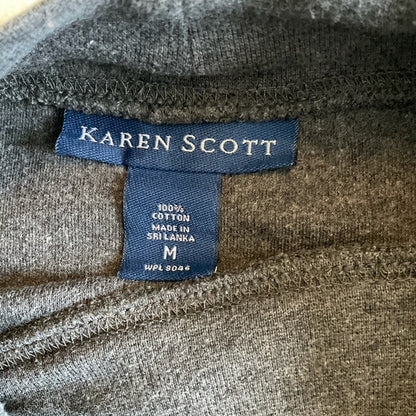 KAREN SCOTT
100%
COTTON
MADE IN
SRI LANKA
M
WPL 8046